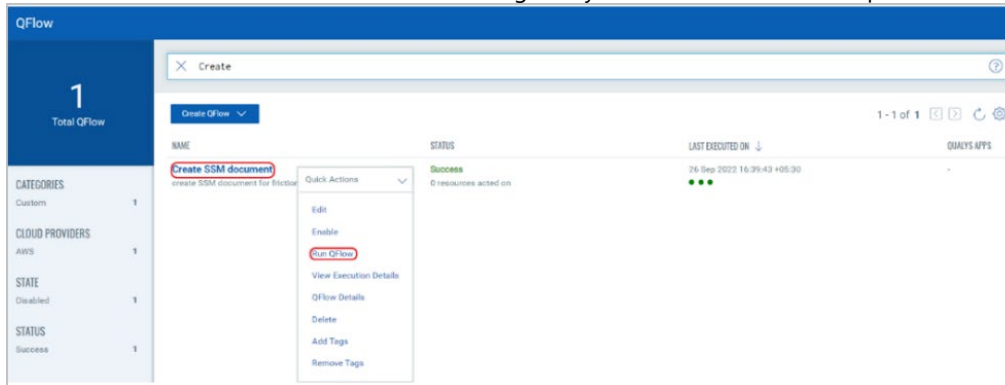 QFlow
1
Total QFlow
Create
Create QFlow
1 - 1 of 1
NAME
STATUS
LAST EXECUTED ON
QUALYS APPS
Create SSM document
create SSM document for friction
Success
0 resources acted on
26 Sep 2022 16:39:43 +05:30
-
Quick Actions
Edit
Enable
Run QFlow
View Execution Details
QFlow Details
Delete
Add Tags
Remove Tags
CATEGORIES
Custom 1
CLOUD PROVIDERS
AWS 1
STATE
Disabled 1
STATUS
Success 1